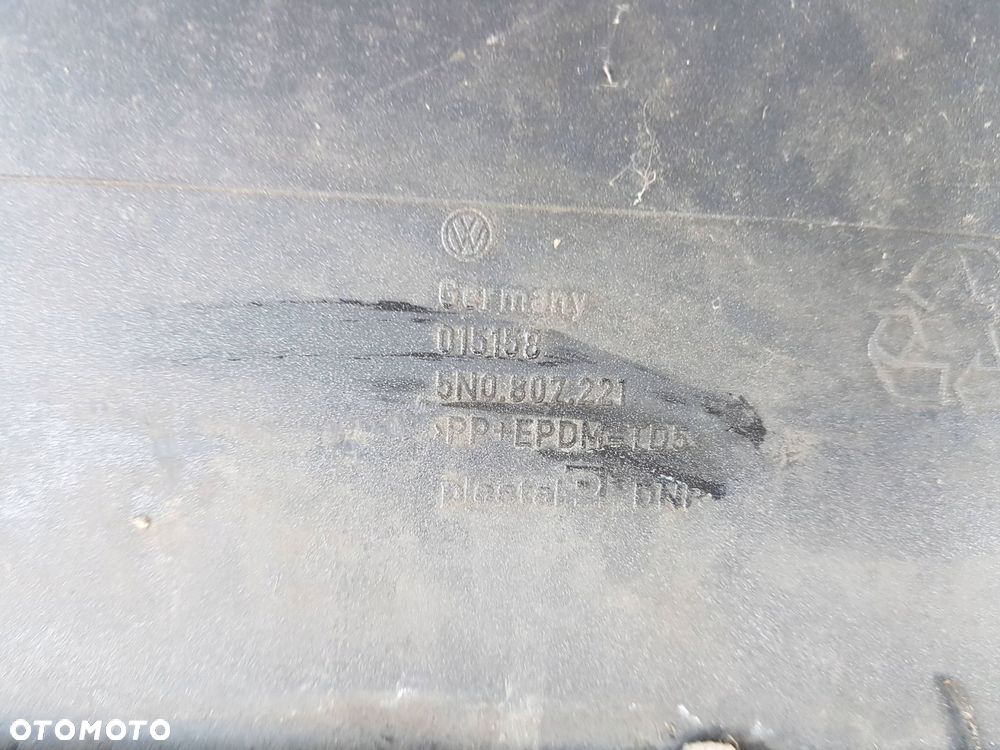 Germany
015158
5N0.807.221
>PP+EPDM-TD5
OTOMOTO